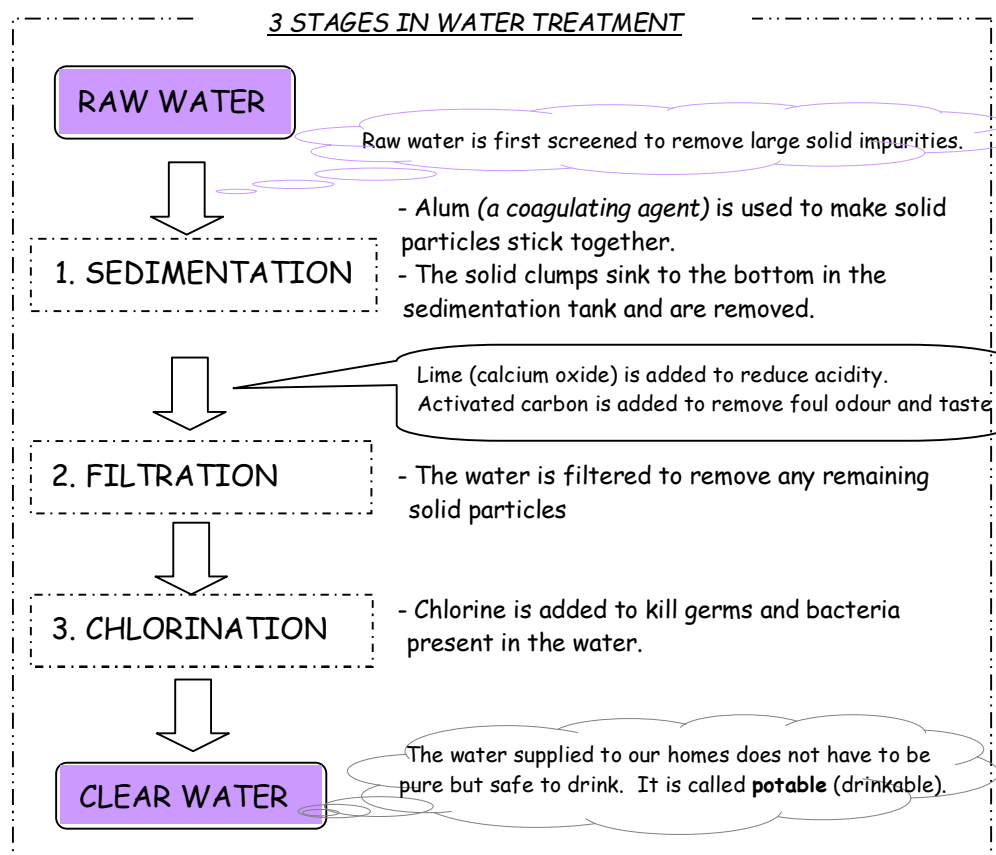 3 STAGES IN WATER TREATMENT
RAW WATER
Raw water is first screened to remove large solid impurities.
- Alum (a coagulating agent) is used to make solid
particles stick together.
1. SEDIMENTATION
- The solid clumps sink to the bottom in the
sedimentation tank and are removed.
Lime (calcium oxide) is added to reduce acidity.
Activated carbon is added to remove foul odour and taste
2. FILTRATION
- The water is filtered to remove any remaining
solid particles
3. CHLORINATION
- Chlorine is added to kill germs and bacteria
present in the water.
The water supplied to our homes does not have to be
pure but safe to drink. It is called potable (drinkable).
CLEAR WATER